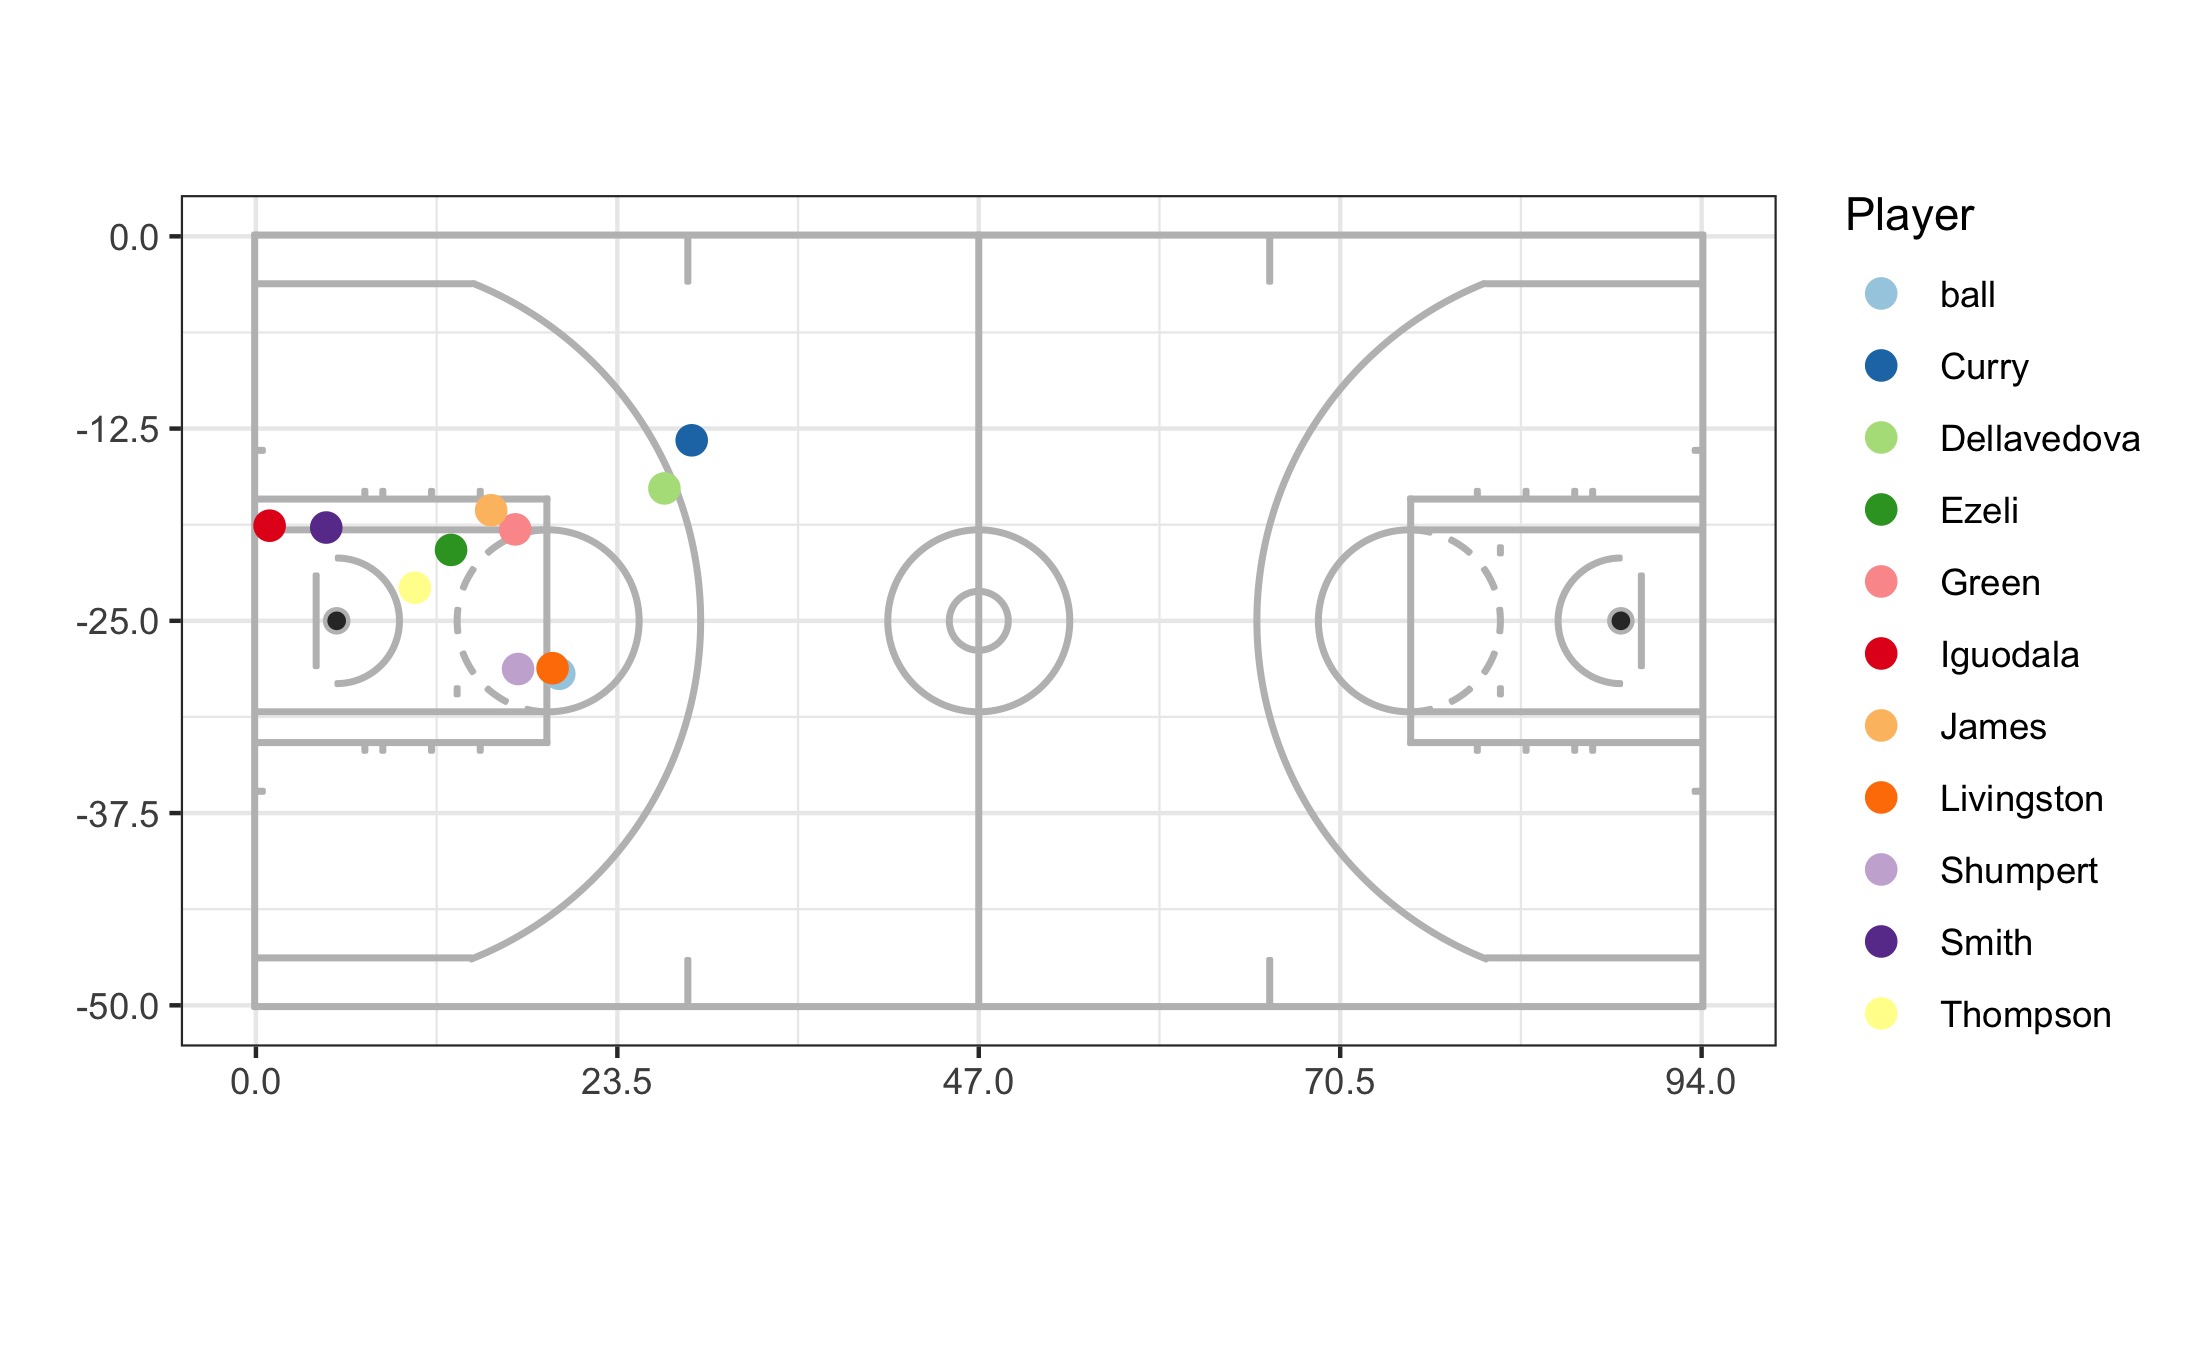 Player
ball
Curry
Dellavedova
Ezeli
Green
Iguodala
James
Livingston
Shumpert
Smith
Thompson
0.0
-12.5
-25.0
-37.5
-50.0
0.0 23.5 47.0 70.5 94.0